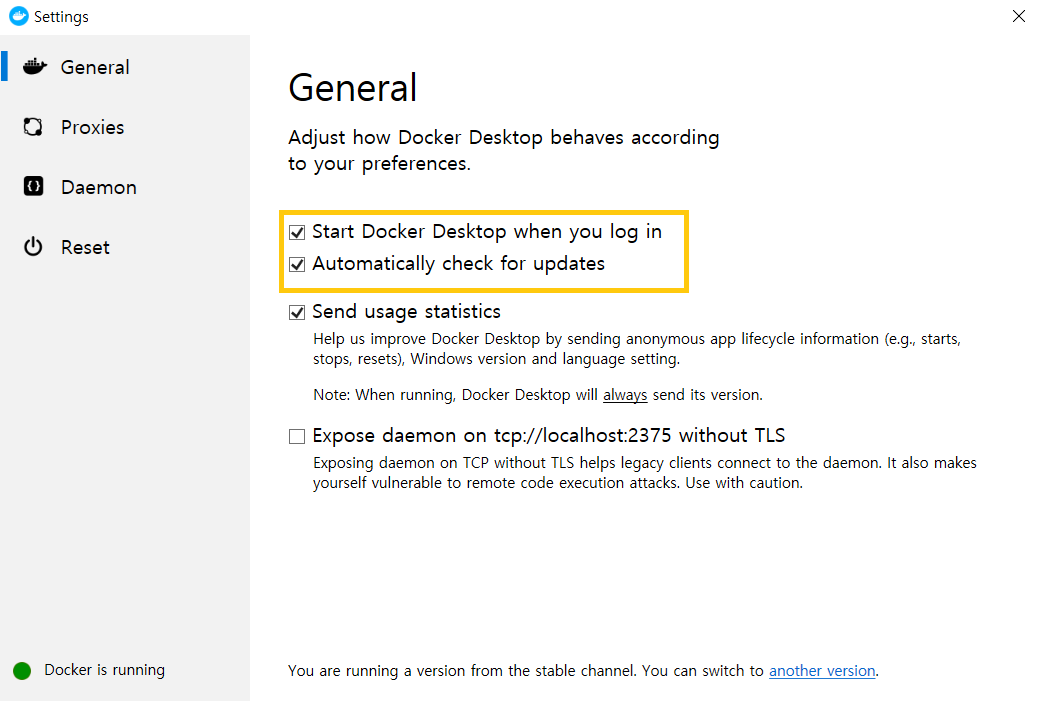 Settings
General
Proxies
Daemon
Reset
General
Adjust how Docker Desktop behaves according
to your preferences.
Start Docker Desktop when you log in
Automatically check for updates
Send usage statistics
Help us improve Docker Desktop by sending anonymous app lifecycle information (e.g., starts,
stops, resets), Windows version and language setting.
Note: When running, Docker Desktop will always send its version.
Expose daemon on tcp://localhost:2375 without TLS
Exposing daemon on TCP without TLS helps legacy clients connect to the daemon. It also makes
yourself vulnerable to remote code execution attacks. Use with caution.
Docker is running
You are running a version from the stable channel. You can switch to another version.